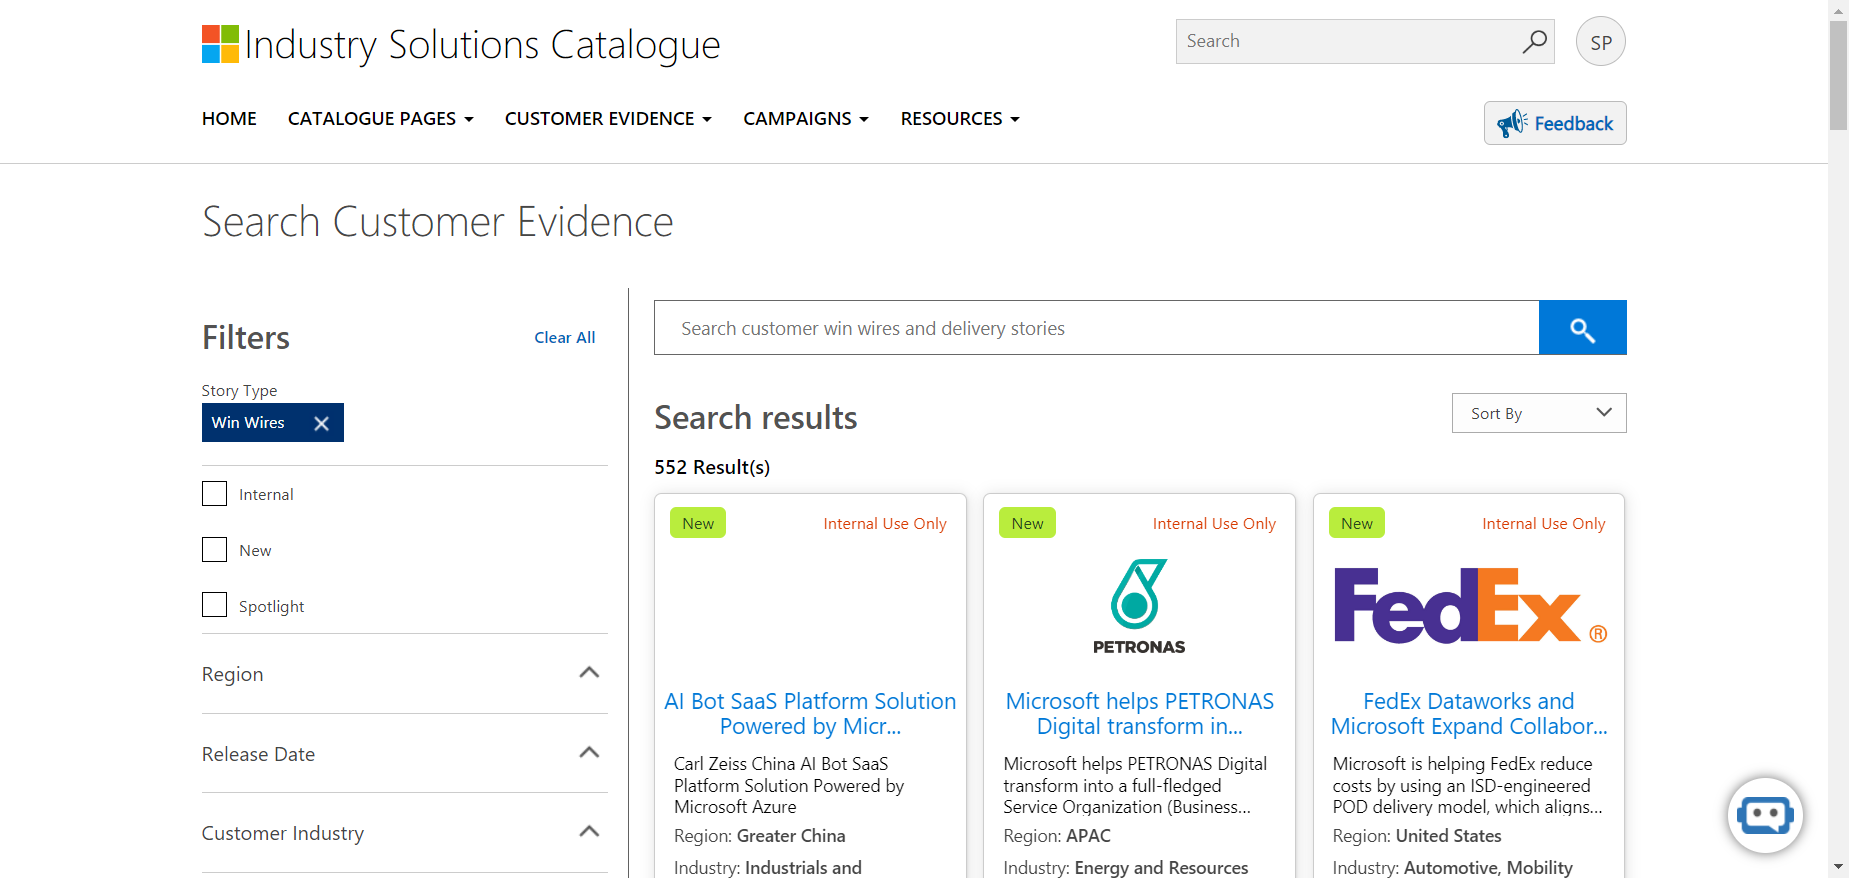 Industry Solutions Catalogue
Search
SP
HOME
CATALOGUE PAGES
CUSTOMER EVIDENCE
CAMPAIGNS
RESOURCES
Feedback
Search Customer Evidence
Filters
Clear All
Story Type
Win Wires
Internal
New
Spotlight
Region
Release Date
Customer Industry
Search customer win wires and delivery stories
Search results
Sort By
552 Result(s)
New
Internal Use Only
AI Bot SaaS Platform Solution
Powered by Micr...
Carl Zeiss China AI Bot SaaS
Platform Solution Powered by
Microsoft Azure
Region: Greater China
Industry: Industrials and
New
Internal Use Only
PETRONAS
Microsoft helps PETRONAS
Digital transform in...
Microsoft helps PETRONAS Digital
transform into a full-fledged
Service Organization (Business...
Region: APAC
Industry: Energy and Resources
New
Internal Use Only
FedEx ®
FedEx Dataworks and
Microsoft Expand Collabor...
Microsoft is helping FedEx reduce
costs by using an ISD-engineered
POD delivery model, which aligns...
Region: United States
Industry: Automotive, Mobility